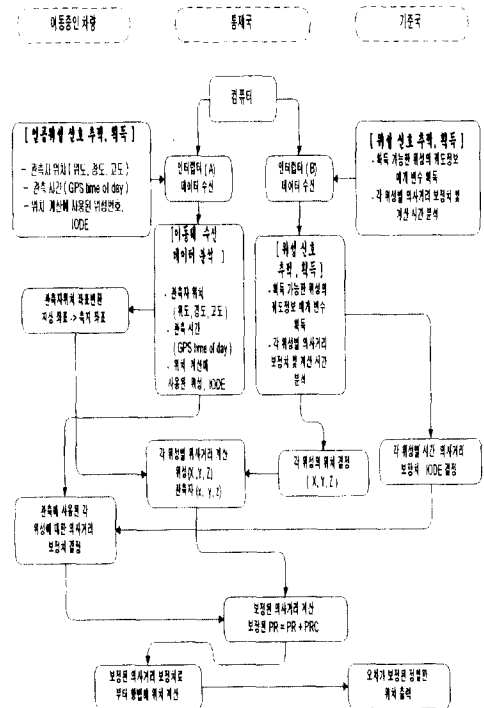 이동중인 차량
통제국
기준국
컴퓨터
[ 인공위성 신호 추적, 획득 ]
- 관측자 위치 ( 위도, 경도, 고도 )
- 관측 시간 ( GPS time of day )
- 위치 계산에 사용된 위성번호,
IODE
인터럽터 (A)
데이터 수신
인터럽터 (B)
데이터 수신
[ 위성 신호 추적, 획득 ]
- 획득 가능한 위성의 궤도정보
매개 변수 획득
- 각 위성별 의사거리 보정치 및
계산 시간 분석
[ 이동체 수신
데이터 분석 ]
- 관측자 위치
(위도, 경도, 고도)
- 관측 시간
( GPS time of day )
- 위치 계산에
사용된 위성, IODE
[ 위성 신호
추적, 획득 ]
- 획득 가능한 위성의
궤도정보 매개 변수
획득
- 각 위성별 의사거리
보정치 및 계산 시간
분석
관측자위치 좌표변환
지상 좌표 -> 측지 좌표
각 위성별 의사거리 계산
위성(X, Y, Z)
관측자 (x, y, z)
각 위성의 위치 결정
( X, Y, Z )
각 위성별 시간 의사거리
보정치 IODE 결정
관측에 사용된 각
위성에 대한 의사거리
보정치 결정
보정된 의사거리 계산
보정된 PR = PR + PRC
보정된 의사거리 보정치로
부터 항법해 위치 계산
오차가 보정된 정밀한
위치 출력